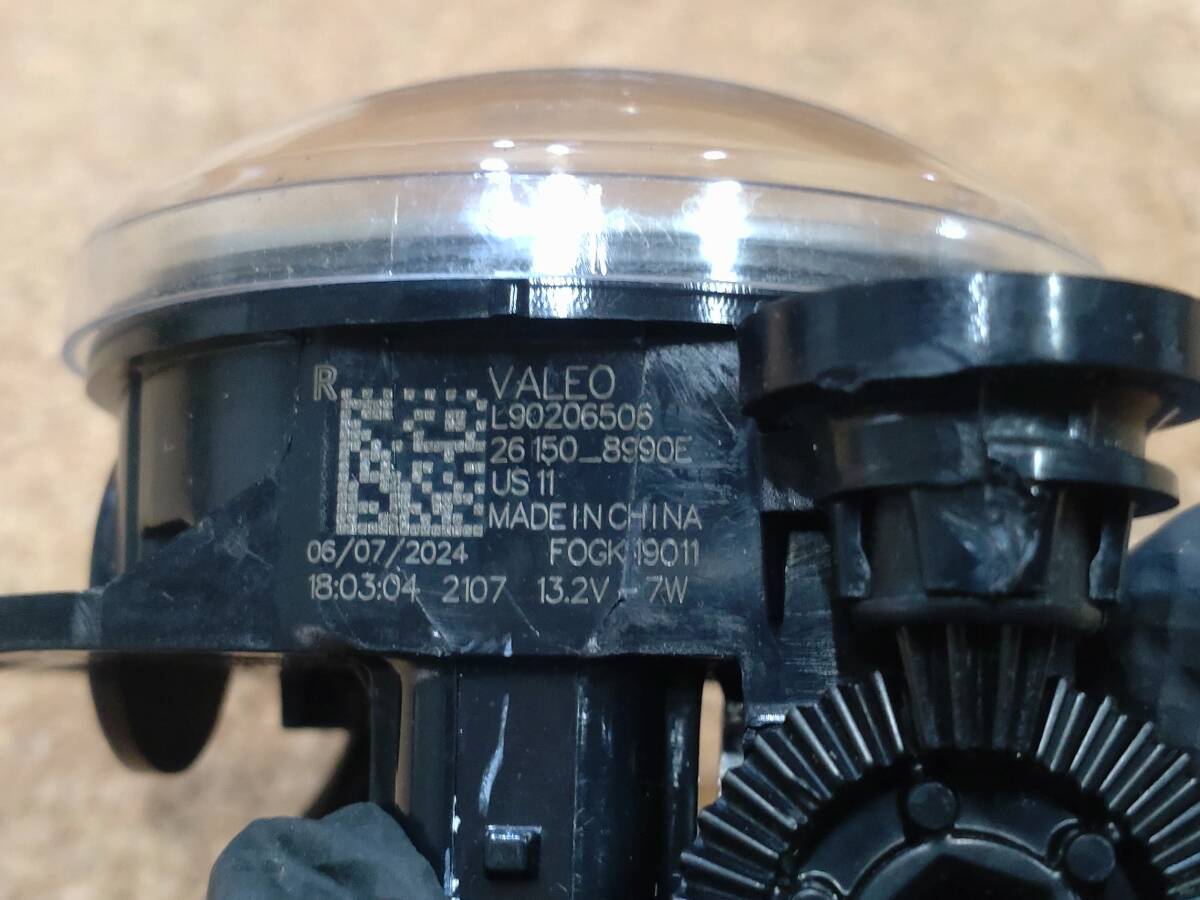 R
VALEO
L90206506
26150_8990E
US 11
MADE IN CHINA
06/07/2024 FOGK 19011
18:03:04 2107 13.2V - 7W